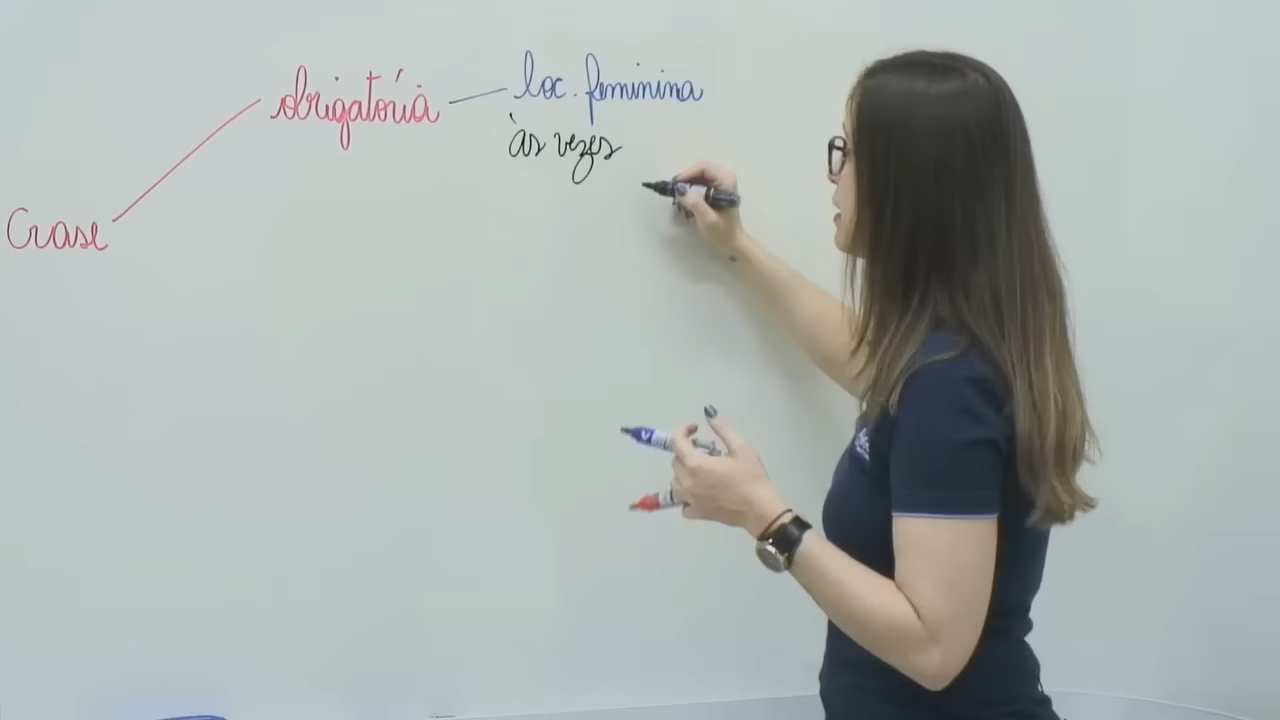 obrigatória — loc. feminina
às vezes
Crase